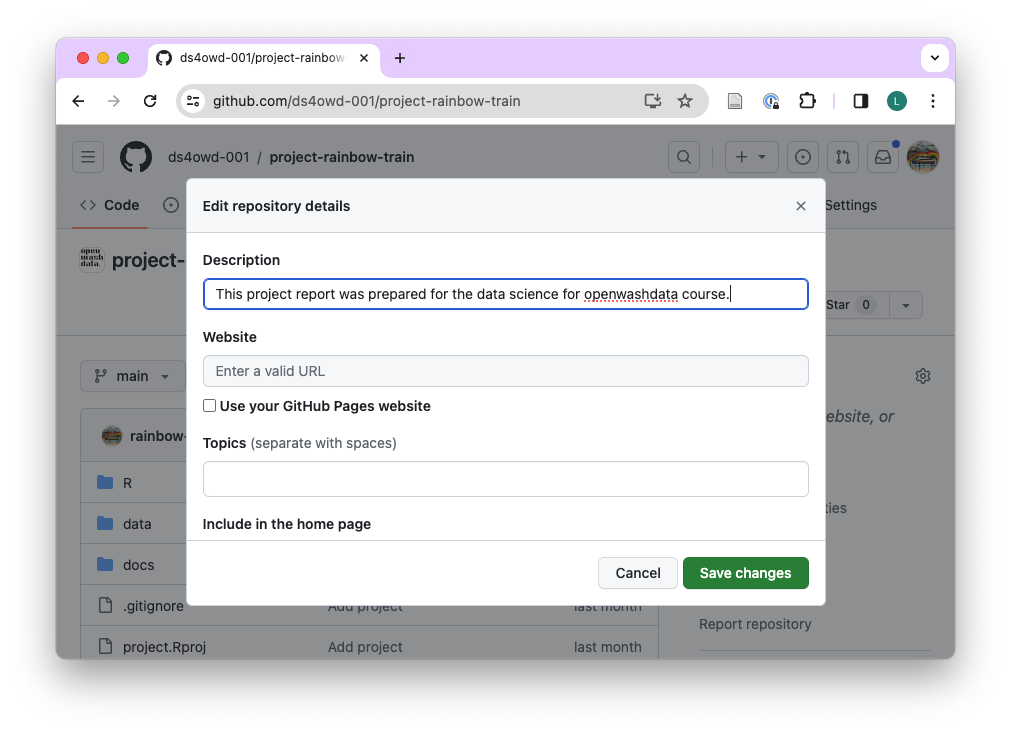 ds4owd-001/project-rainbow
github.com/ds4owd-001/project-rainbow-train
L
ds4owd-001 / project-rainbow-train
Code
Settings
open wash data.
project-
Star 0
Edit repository details
Description
This project report was prepared for the data science for openwashdata course.
Website
Enter a valid URL
Use your GitHub Pages website
Topics (separate with spaces)
Include in the home page
Cancel
Save changes
main
ebsite, or
rainbow-
R
data
ties
docs
.gitignore Add project last month
Report repository
project.Rproj Add project last month